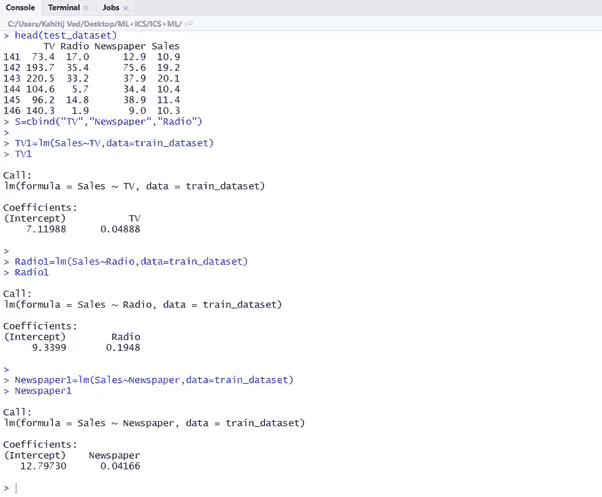 Console Terminal × Jobs ×
C:/Users/Kshitij Ved/Desktop/ML+ICS/ICS+ML/
> head(test_dataset)
       TV Radio Newspaper Sales
141  73.4  17.0      12.9  10.9
142 193.7  35.4      75.6  19.2
143 220.5  33.2      37.9  20.1
144 104.6   5.7      34.4  10.4
145  96.2  14.8      38.9  11.4
146 140.3   1.9       9.0  10.3
> S=cbind("TV","Newspaper","Radio")
>
> TV1=lm(Sales~TV,data=train_dataset)
> TV1

Call:
lm(formula = Sales ~ TV, data = train_dataset)

Coefficients:
(Intercept)           TV
    7.11988      0.04888

>
> Radio1=lm(Sales~Radio,data=train_dataset)
> Radio1

Call:
lm(formula = Sales ~ Radio, data = train_dataset)

Coefficients:
(Intercept)        Radio
     9.3399       0.1948

>
> Newspaper1=lm(Sales~Newspaper,data=train_dataset)
> Newspaper1

Call:
lm(formula = Sales ~ Newspaper, data = train_dataset)

Coefficients:
(Intercept)    Newspaper
   12.79730      0.04166

>